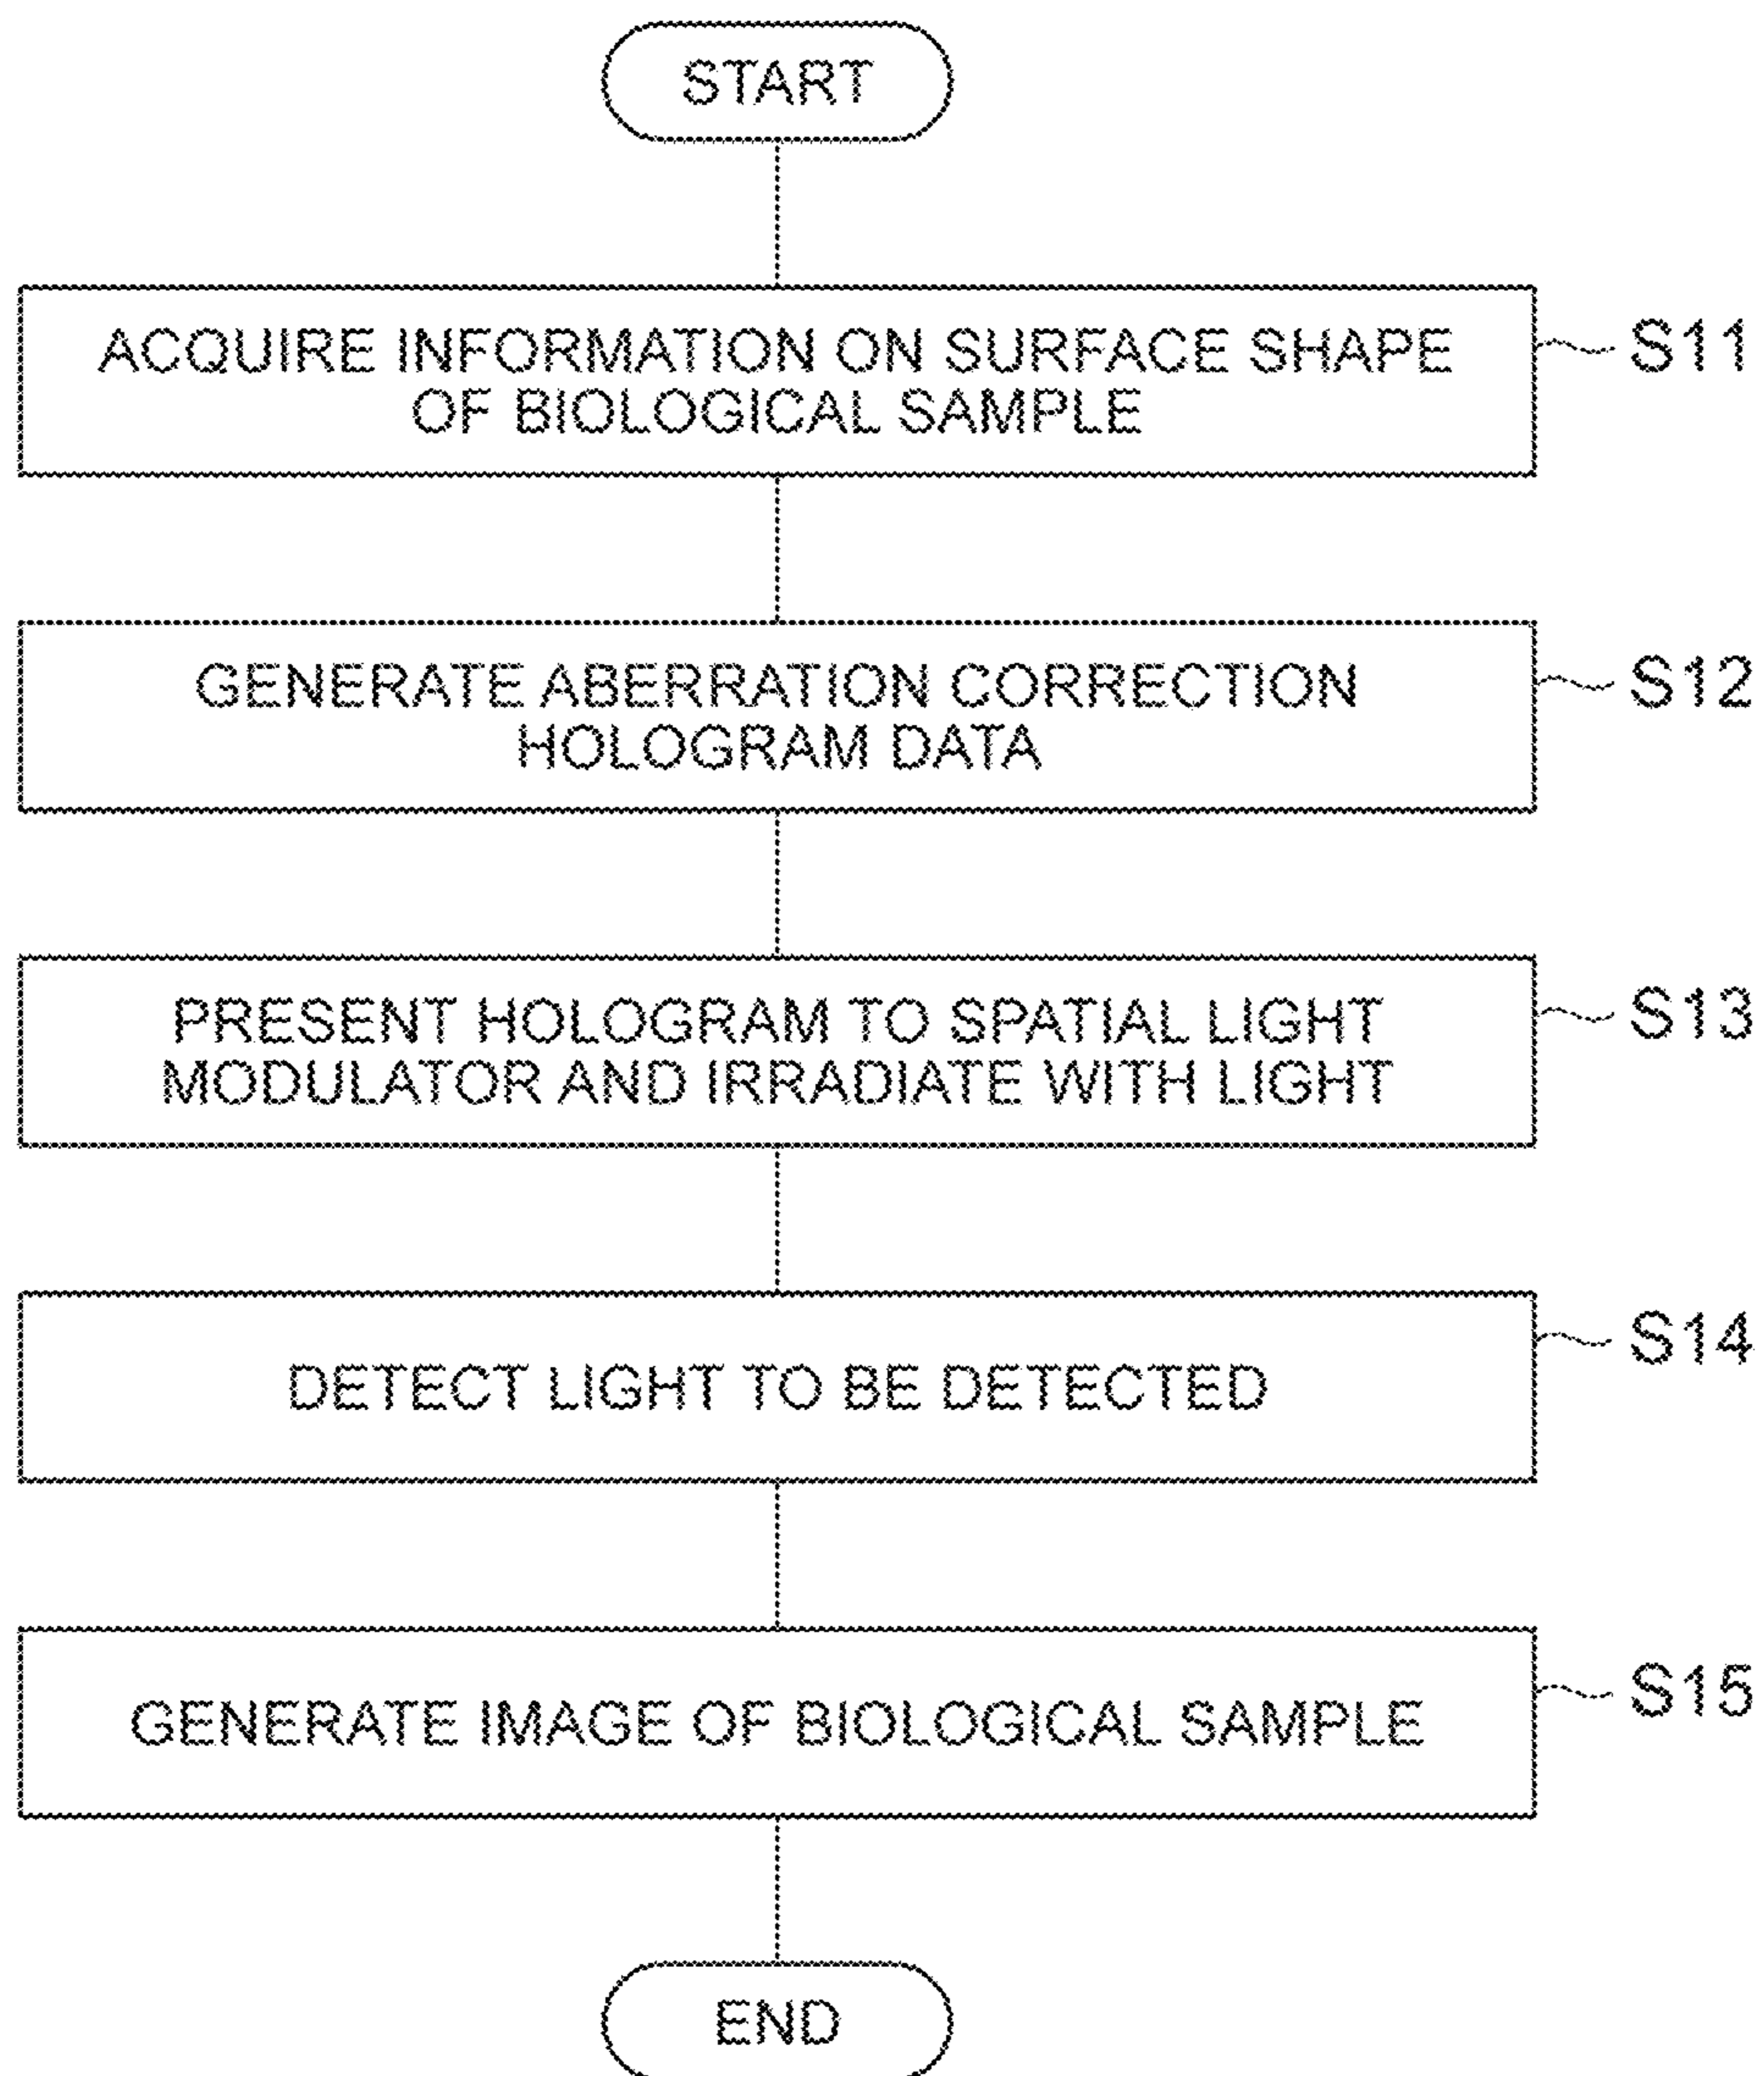 START
ACQUIRE INFORMATION ON SURFACE SHAPE
OF BIOLOGICAL SAMPLE
S11
GENERATE ABERRATION CORRECTION
HOLOGRAM DATA
S12
PRESENT HOLOGRAM TO SPATIAL LIGHT
MODULATOR AND IRRADIATE WITH LIGHT
S13
DETECT LIGHT TO BE DETECTED
S14
GENERATE IMAGE OF BIOLOGICAL SAMPLE
S15
END